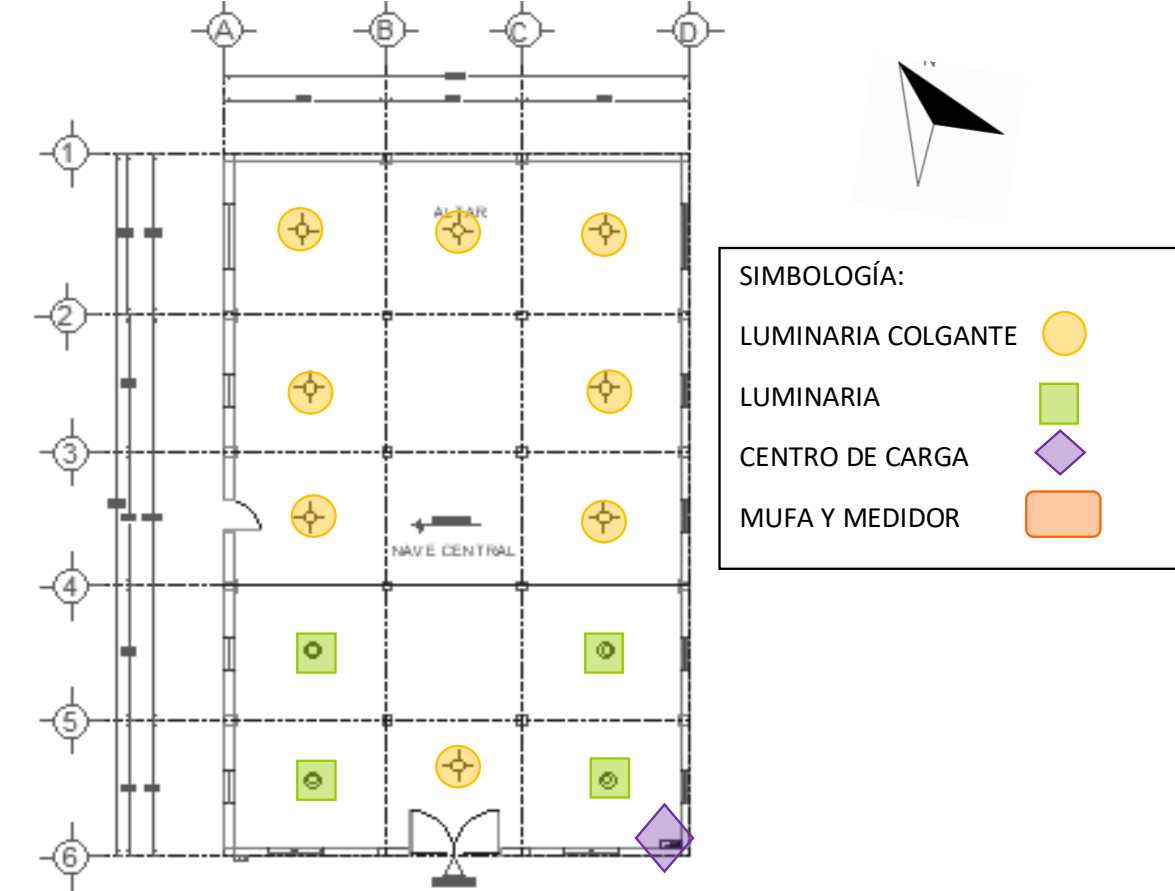 A B C D
N
1
ALTAR
2
3
NAVE CENTRAL
4
5
6
SIMBOLOGÍA:
LUMINARIA COLGANTE
LUMINARIA
CENTRO DE CARGA
MUFA Y MEDIDOR